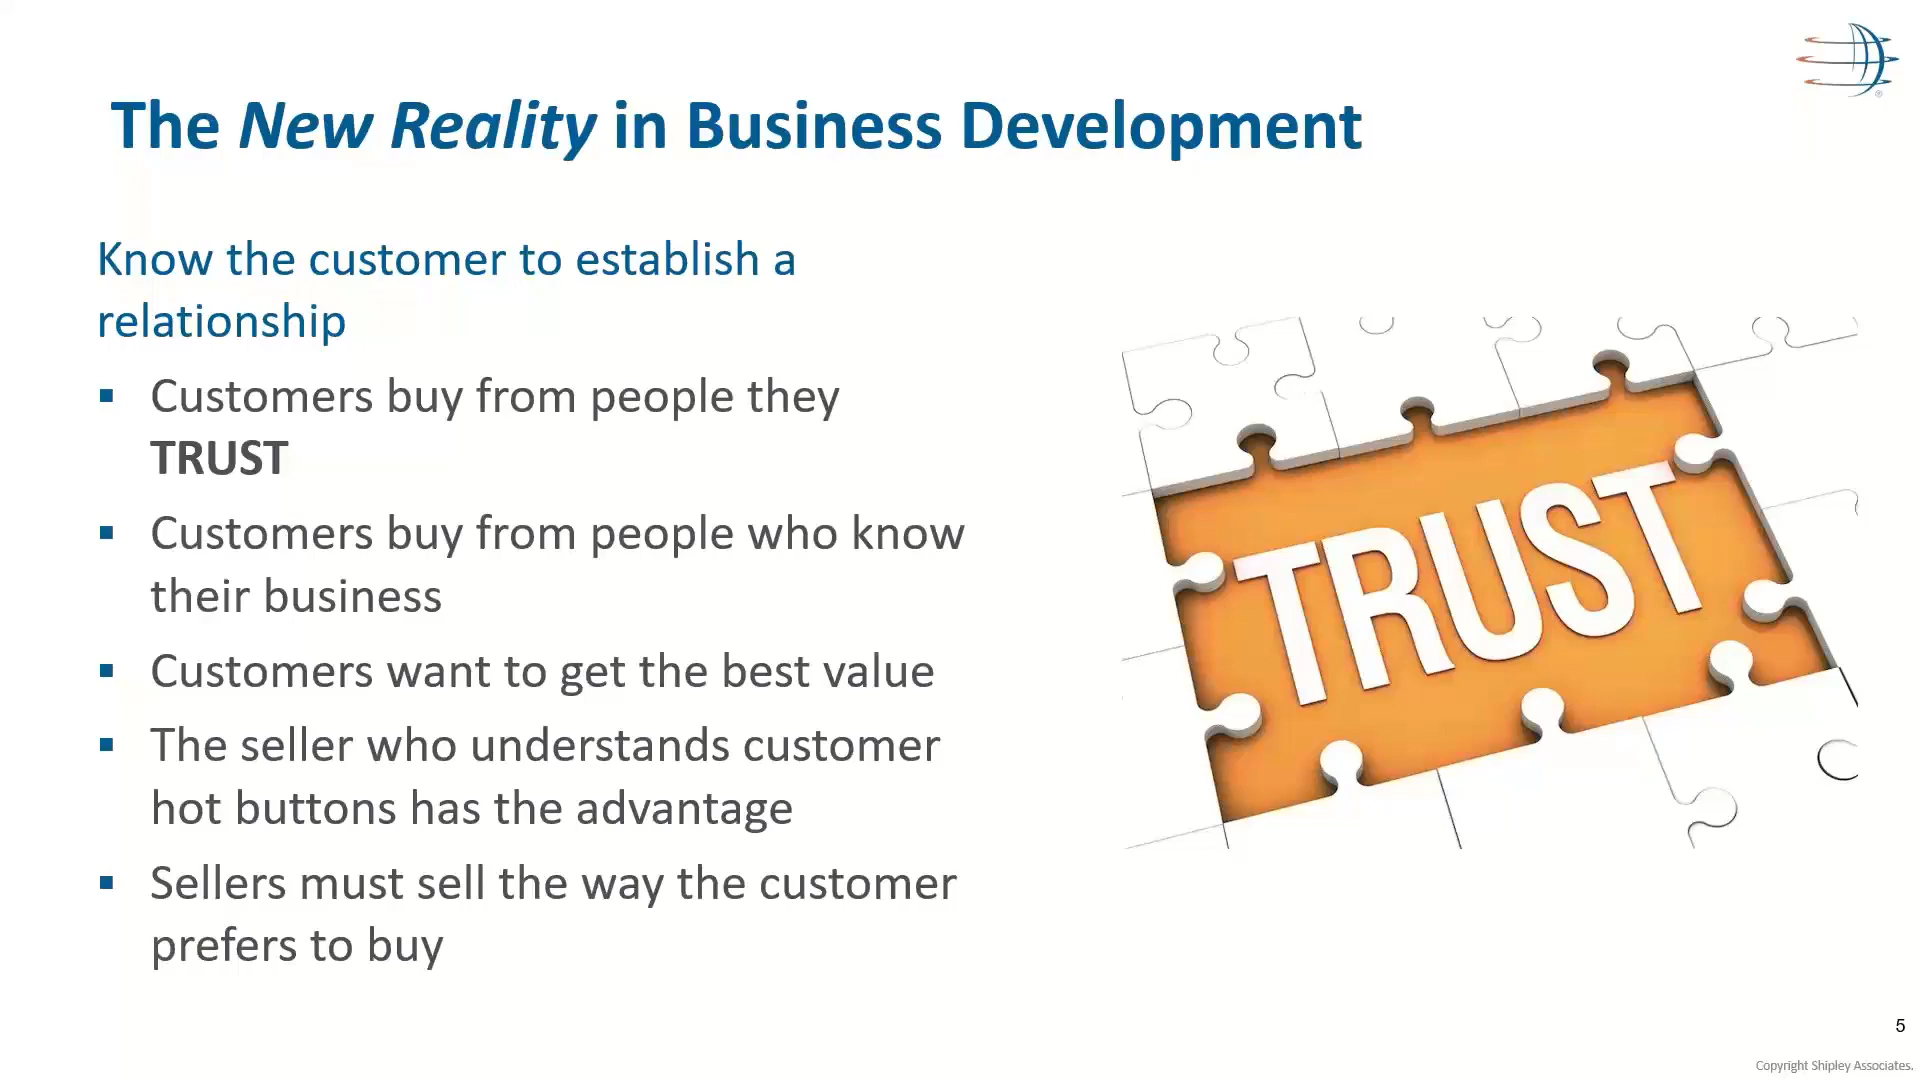 The New Reality in Business Development
Know the customer to establish a
relationship
▪ Customers buy from people they
TRUST
▪ Customers buy from people who know
their business
▪ Customers want to get the best value
▪ The seller who understands customer
hot buttons has the advantage
▪ Sellers must sell the way the customer
prefers to buy
TRUST
5
Copyright Shipley Associates.